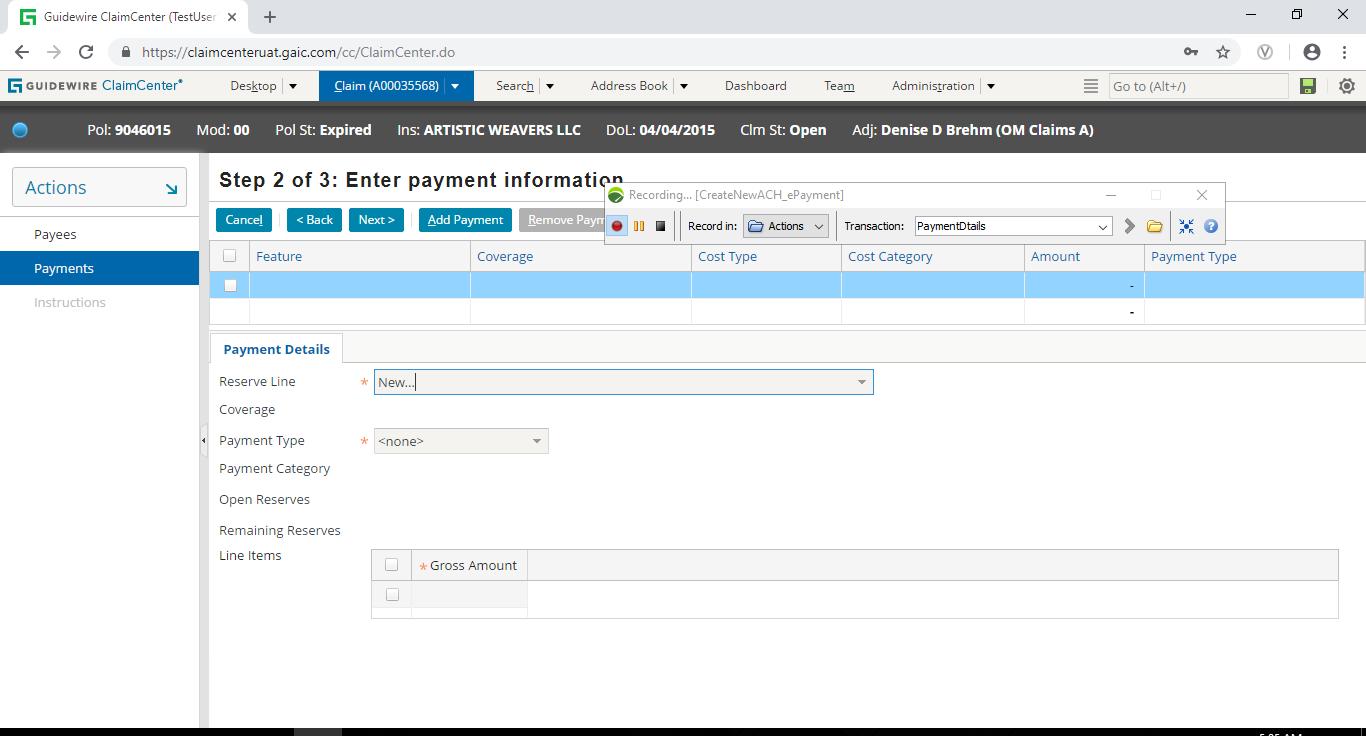 Guidewire ClaimCenter (TestUser
https://claimcenteruat.gaic.com/cc/ClaimCenter.do
GUIDEWIRE ClaimCenter® Desktop Claim (A00035568) Search Address Book Dashboard Team Administration Go to (Alt+/)
Pol: 9046015 Mod: 00 Pol St: Expired Ins: ARTISTIC WEAVERS LLC DoL: 04/04/2015 Clm St: Open Adj: Denise D Brehm (OM Claims A)
Actions
Payees
Payments
Instructions
Step 2 of 3: Enter payment information
Recording... [CreateNewACH_ePayment]
Record in: Actions Transaction: PaymentDtails
Cancel < Back Next > Add Payment Remove Paym
Feature Coverage Cost Type Cost Category Amount Payment Type
-
-
Payment Details
Reserve Line * New...
Coverage
Payment Type * <none>
Payment Category
Open Reserves
Remaining Reserves
Line Items
* Gross Amount